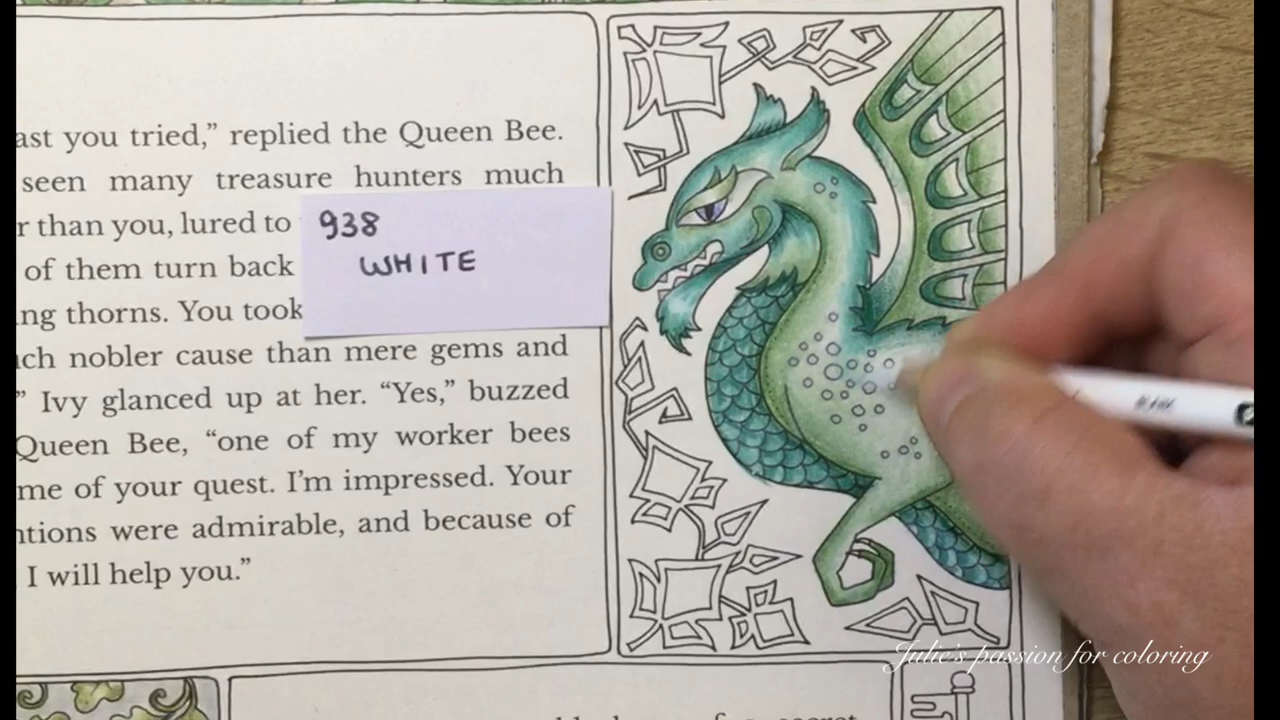 ast you tried,” replied the Queen Bee.
seen many treasure hunters much
r than you, lured to
of them turn back
ng thorns. You took
ch nobler cause than mere gems and
” Ivy glanced up at her. “Yes,” buzzed
Queen Bee, “one of my worker bees
me of your quest. I’m impressed. Your
ntions were admirable, and because of
I will help you.”
938
WHITE
Julie's passion for coloring